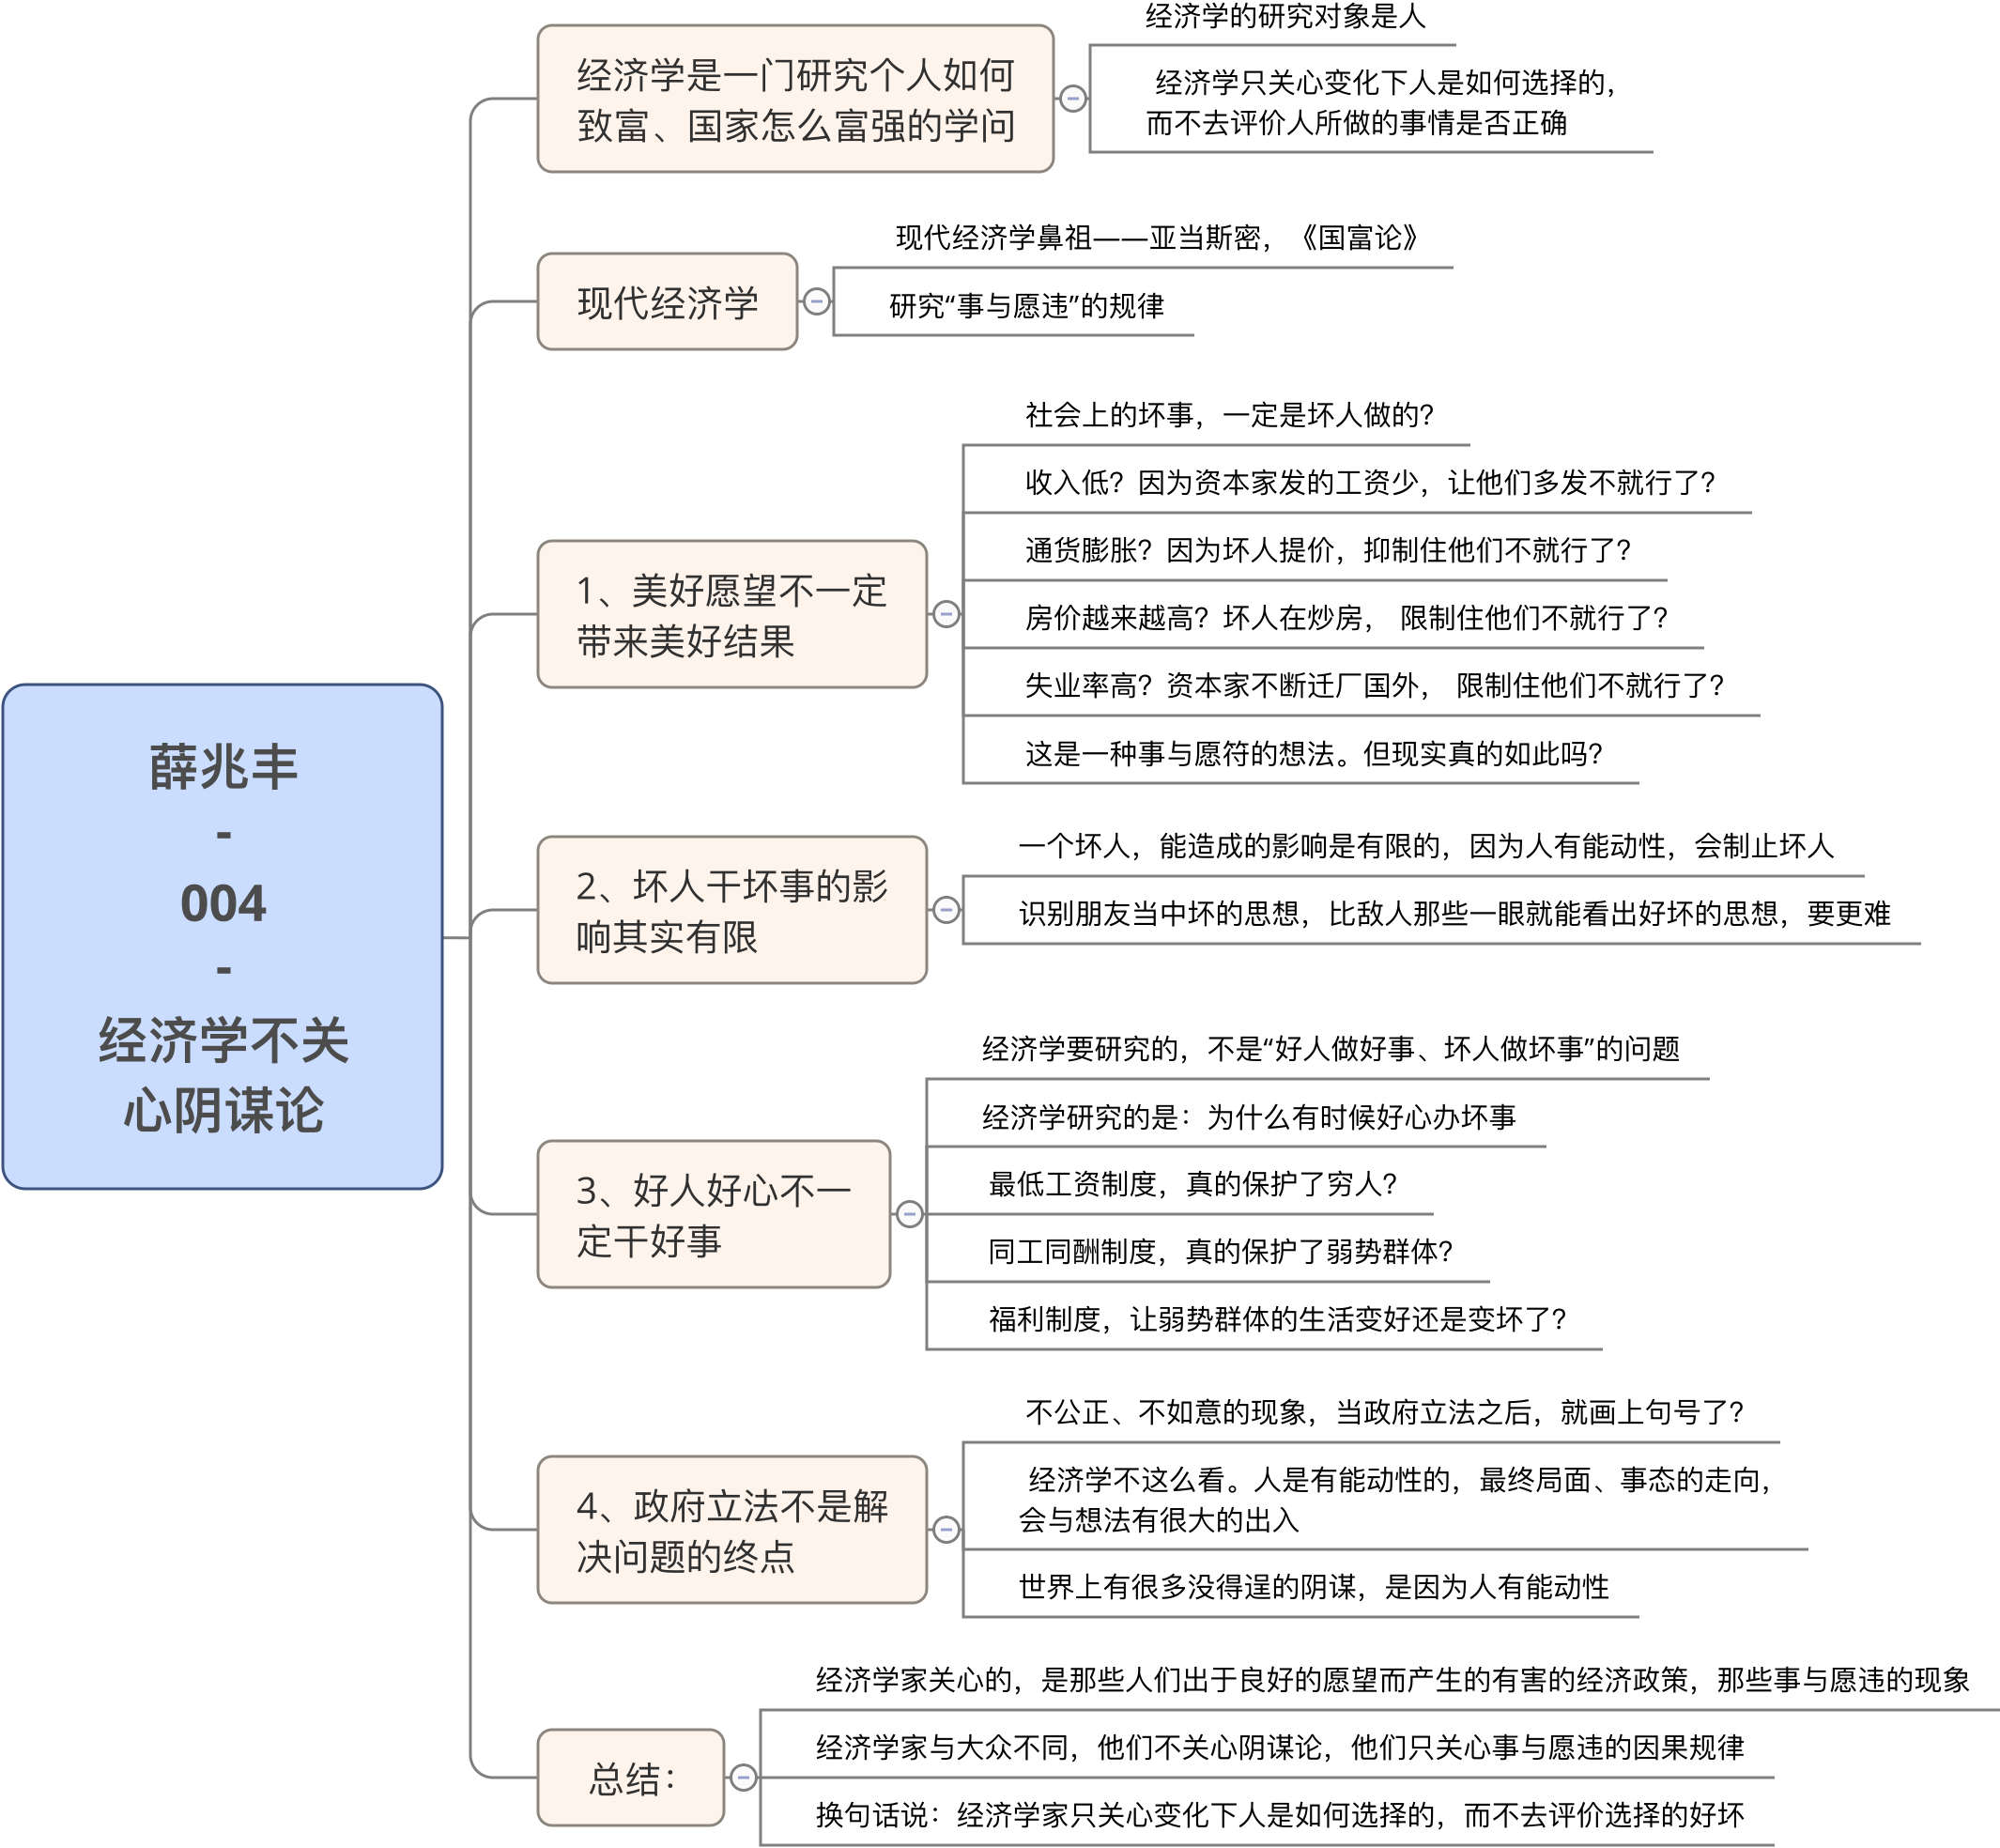 薛兆丰
-
004
-
经济学不关
心阴谋论
经济学是一门研究个人如何
致富、国家怎么富强的学问
经济学的研究对象是人
经济学只关心变化下人是如何选择的，
而不去评价人所做的事情是否正确
现代经济学
现代经济学鼻祖——亚当斯密，《国富论》
研究“事与愿违”的规律
1、美好愿望不一定
带来美好结果
社会上的坏事，一定是坏人做的？
收入低？因为资本家发的工资少，让他们多发不就行了？
通货膨胀？因为坏人提价，抑制住他们不就行了？
房价越来越高？坏人在炒房， 限制住他们不就行了？
失业率高？资本家不断迁厂国外， 限制住他们不就行了？
这是一种事与愿符的想法。但现实真的如此吗？
2、坏人干坏事的影
响其实有限
一个坏人，能造成的影响是有限的，因为人有能动性，会制止坏人
识别朋友当中坏的思想，比敌人那些一眼就能看出好坏的思想，要更难
3、好人好心不一
定干好事
经济学要研究的，不是“好人做好事、坏人做坏事”的问题
经济学研究的是：为什么有时候好心办坏事
最低工资制度，真的保护了穷人？
同工同酬制度，真的保护了弱势群体？
福利制度，让弱势群体的生活变好还是变坏了？
4、政府立法不是解
决问题的终点
不公正、不如意的现象，当政府立法之后，就画上句号了？
经济学不这么看。人是有能动性的，最终局面、事态的走向，
会与想法有很大的出入
世界上有很多没得逞的阴谋，是因为人有能动性
总结：
经济学家关心的，是那些人们出于良好的愿望而产生的有害的经济政策，那些事与愿违的现象
经济学家与大众不同，他们不关心阴谋论，他们只关心事与愿违的因果规律
换句话说：经济学家只关心变化下人是如何选择的，而不去评价选择的好坏